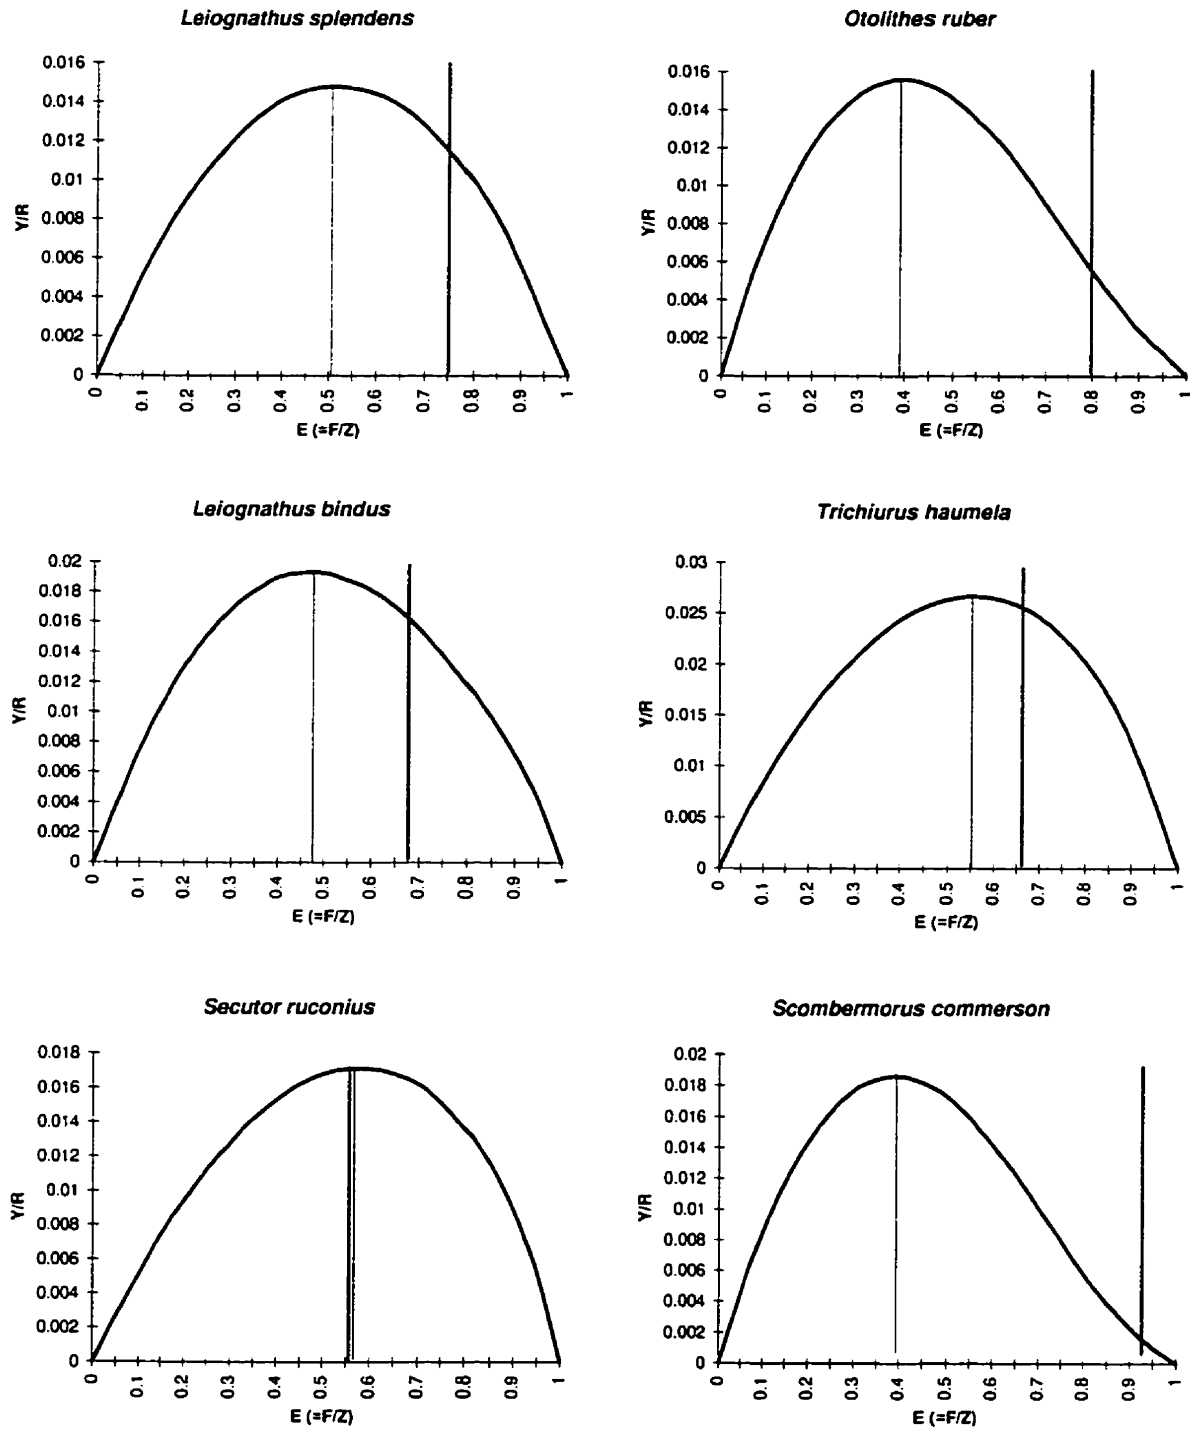 Leiognathus splendens
0.016
0.014
0.012
0.01
0.008
0.006
0.004
0.002
0
Y/R
0 0.1 0.2 0.3 0.4 0.5 0.6 0.7 0.8 0.9 1
E (=F/Z)
Otolithes ruber
0.016
0.014
0.012
0.01
0.008
0.006
0.004
0.002
0
Y/R
0 0.1 0.2 0.3 0.4 0.5 0.6 0.7 0.8 0.9 1
E (=F/Z)
Leiognathus bindus
0.02
0.018
0.016
0.014
0.012
0.01
0.008
0.006
0.004
0.002
0
Y/R
0 0.1 0.2 0.3 0.4 0.5 0.6 0.7 0.8 0.9 1
E (=F/Z)
Trichiurus haumela
0.03
0.025
0.02
0.015
0.01
0.005
0
Y/R
0 0.1 0.2 0.3 0.4 0.5 0.6 0.7 0.8 0.9 1
E (=F/Z)
Secutor ruconius
0.018
0.016
0.014
0.012
0.01
0.008
0.006
0.004
0.002
0
Y/R
0 0.1 0.2 0.3 0.4 0.5 0.6 0.7 0.8 0.9 1
E (=F/Z)
Scombermorus commerson
0.02
0.018
0.016
0.014
0.012
0.01
0.008
0.006
0.004
0.002
0
Y/R
0 0.1 0.2 0.3 0.4 0.5 0.6 0.7 0.8 0.9 1
E (=F/Z)